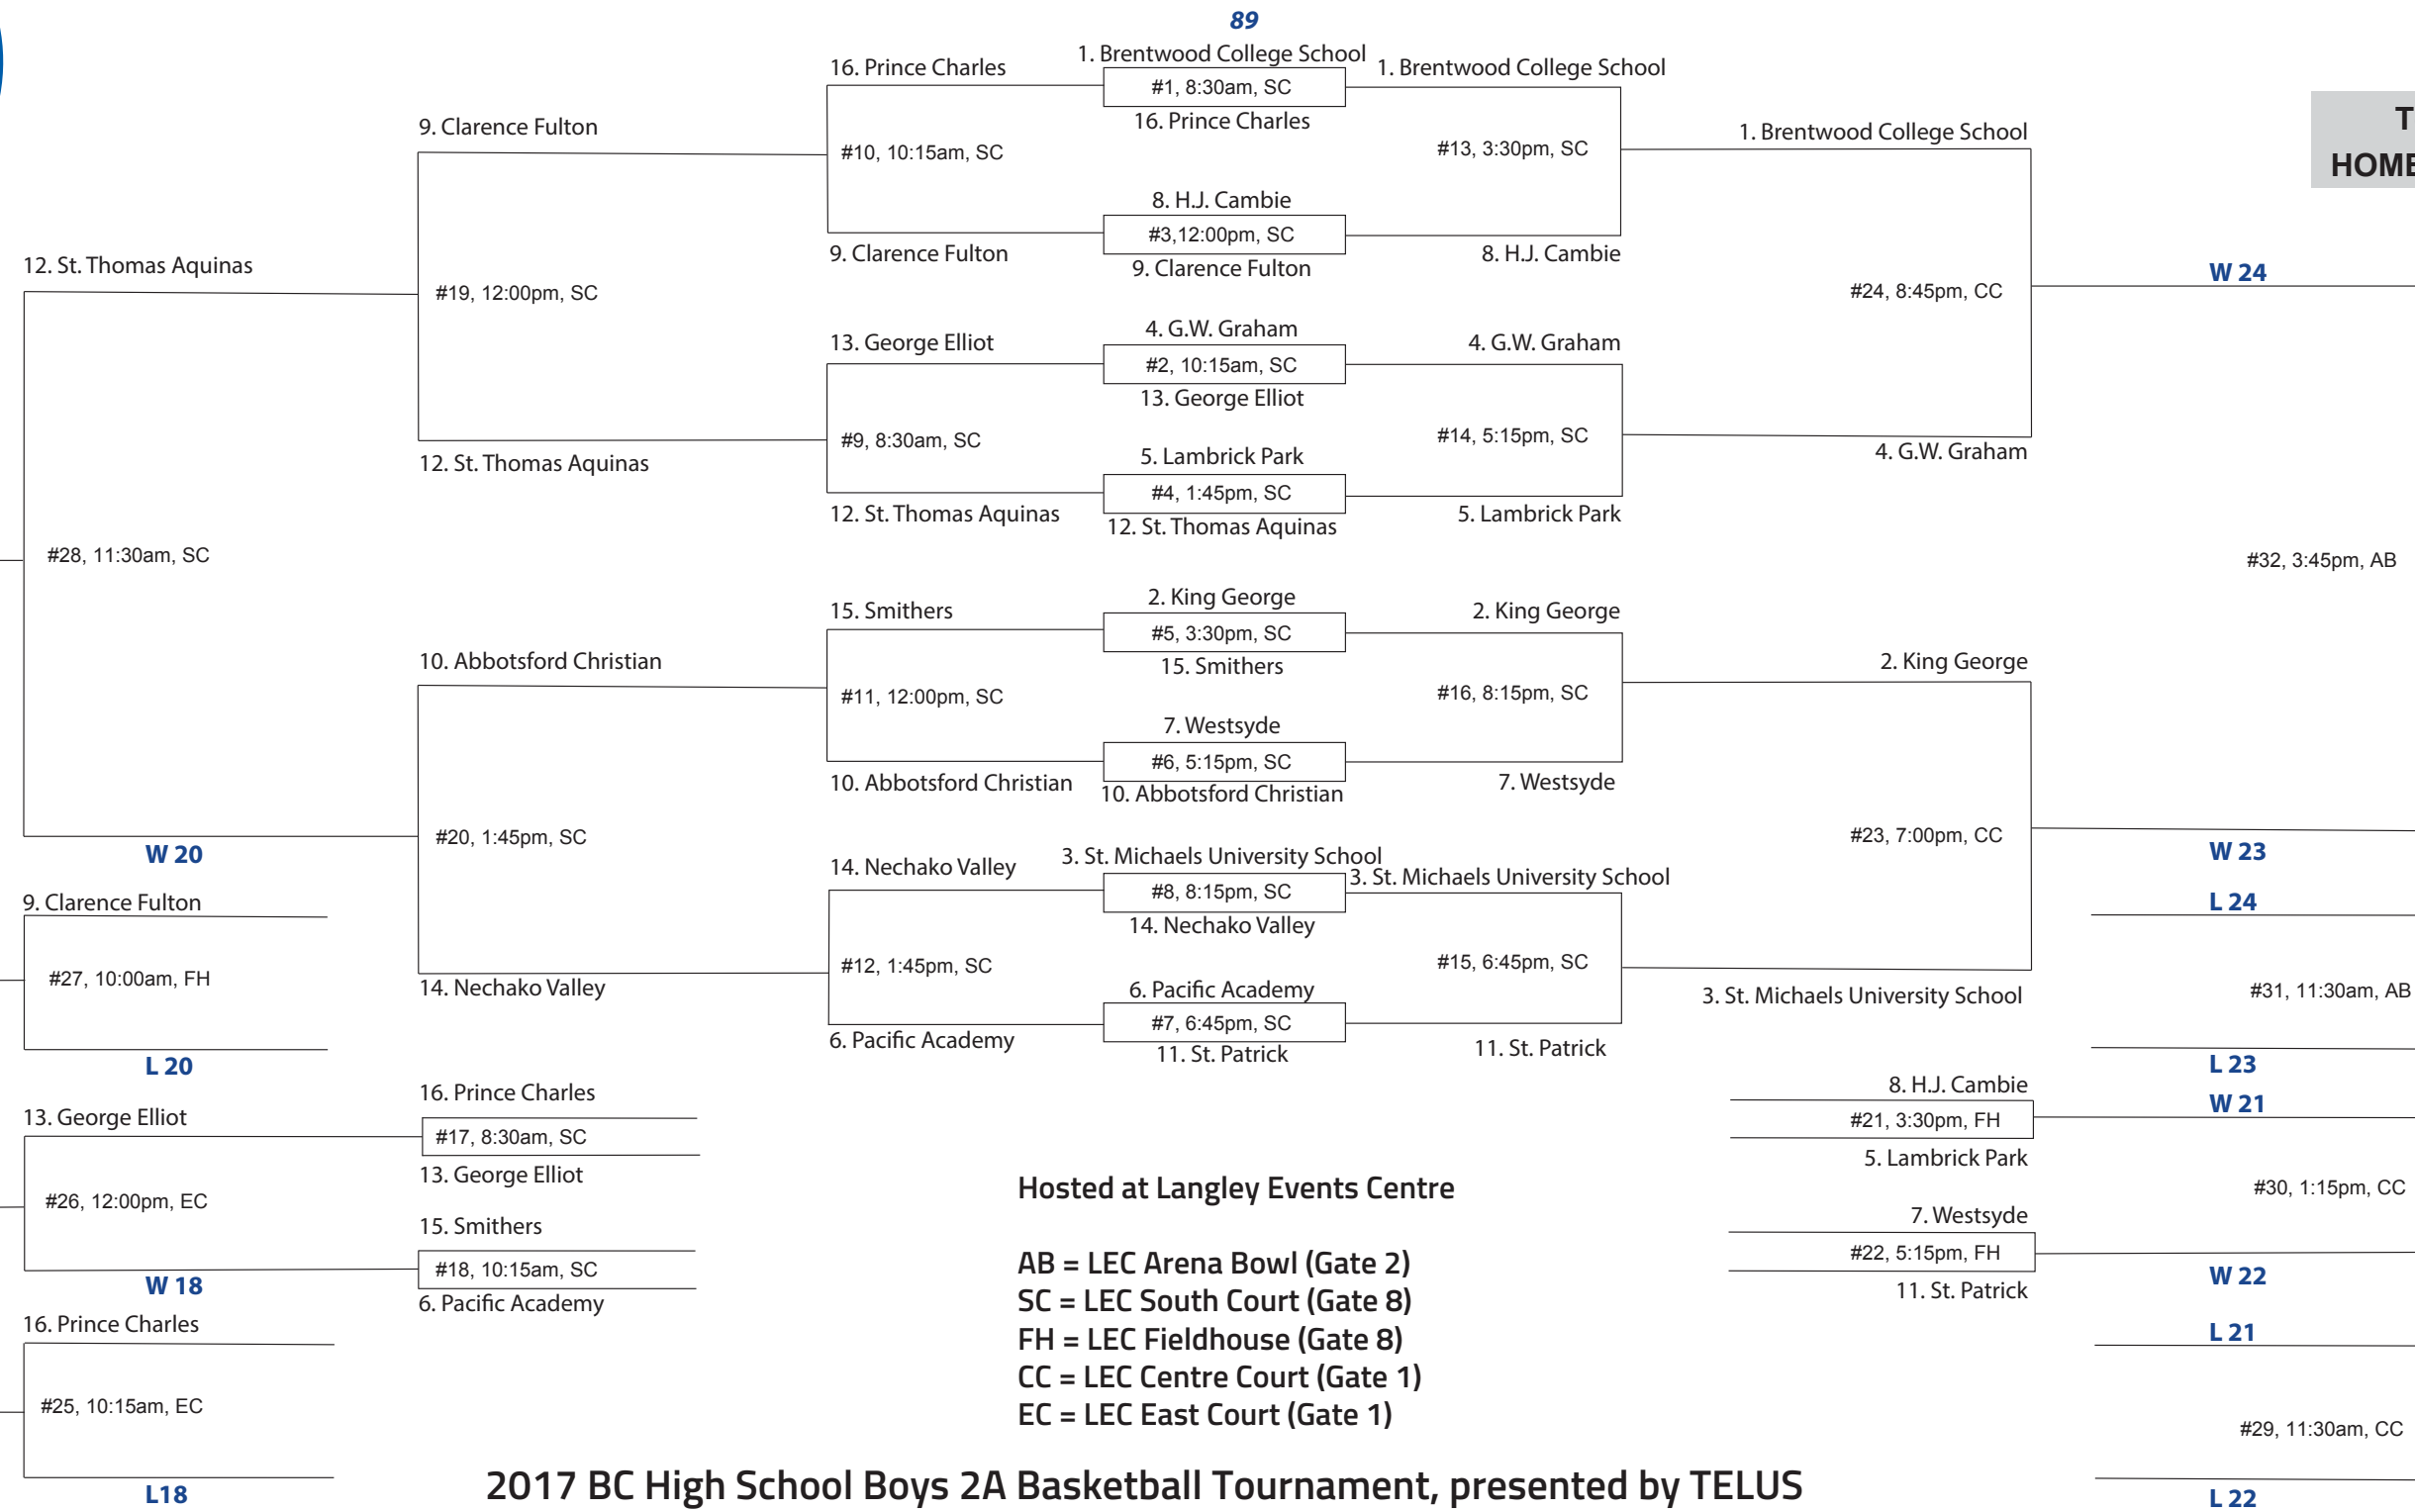 89
1. Brentwood College School
#1, 8:30am, SC
16. Prince Charles
8. H.J. Cambie
#3,12:00pm, SC
9. Clarence Fulton
4. G.W. Graham
#2, 10:15am, SC
13. George Elliot
5. Lambrick Park
#4, 1:45pm, SC
12. St. Thomas Aquinas
2. King George
#5, 3:30pm, SC
15. Smithers
7. Westsyde
#6, 5:15pm, SC
10. Abbotsford Christian
3. St. Michaels University School
#8, 8:15pm, SC
14. Nechako Valley
6. Pacific Academy
#7, 6:45pm, SC
11. St. Patrick
16. Prince Charles
#10, 10:15am, SC
9. Clarence Fulton
13. George Elliot
#9, 8:30am, SC
12. St. Thomas Aquinas
15. Smithers
#11, 12:00pm, SC
10. Abbotsford Christian
14. Nechako Valley
#12, 1:45pm, SC
6. Pacific Academy
9. Clarence Fulton
#19, 12:00pm, SC
12. St. Thomas Aquinas
10. Abbotsford Christian
#20, 1:45pm, SC
14. Nechako Valley
16. Prince Charles
#17, 8:30am, SC
13. George Elliot
15. Smithers
#18, 10:15am, SC
6. Pacific Academy
12. St. Thomas Aquinas
#28, 11:30am, SC
W 20
9. Clarence Fulton
#27, 10:00am, FH
L 20
13. George Elliot
#26, 12:00pm, EC
W 18
16. Prince Charles
#25, 10:15am, EC
L18
1. Brentwood College School
#13, 3:30pm, SC
8. H.J. Cambie
4. G.W. Graham
#14, 5:15pm, SC
5. Lambrick Park
2. King George
#16, 8:15pm, SC
7. Westsyde
3. St. Michaels University School
#15, 6:45pm, SC
11. St. Patrick
1. Brentwood College School
#24, 8:45pm, CC
4. G.W. Graham
2. King George
#23, 7:00pm, CC
3. St. Michaels University School
8. H.J. Cambie
#21, 3:30pm, FH
5. Lambrick Park
7. Westsyde
#22, 5:15pm, FH
11. St. Patrick
W 24
#32, 3:45pm, AB
W 23
L 24
#31, 11:30am, AB
L 23
W 21
#30, 1:15pm, CC
W 22
L 21
#29, 11:30am, CC
L 22
Hosted at Langley Events Centre
AB = LEC Arena Bowl (Gate 2)
SC = LEC South Court (Gate 8)
FH = LEC Fieldhouse (Gate 8)
CC = LEC Centre Court (Gate 1)
EC = LEC East Court (Gate 1)
2017 BC High School Boys 2A Basketball Tournament, presented by TELUS